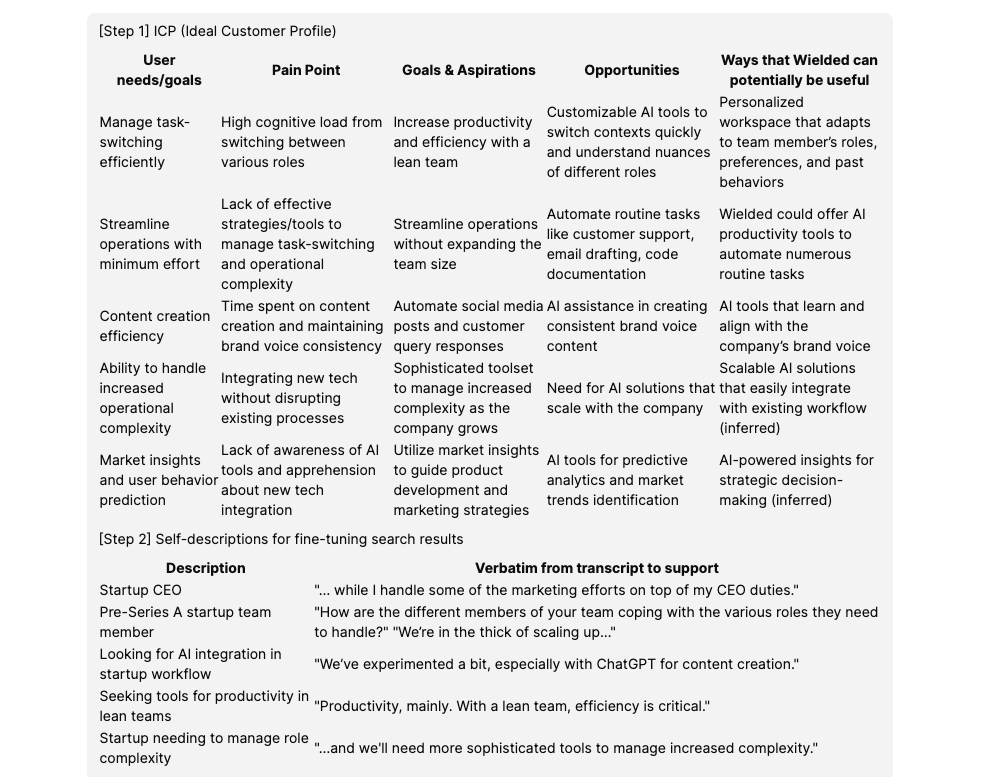 [Step 1] ICP (Ideal Customer Profile)
User needs/goals | Pain Point | Goals & Aspirations | Opportunities | Ways that Wielded can potentially be useful
Manage task-switching efficiently | High cognitive load from switching between various roles | Increase productivity and efficiency with a lean team | Customizable AI tools to switch contexts quickly and understand nuances of different roles | Personalized workspace that adapts to team member’s roles, preferences, and past behaviors
Streamline operations with minimum effort | Lack of effective strategies/tools to manage task-switching and operational complexity | Streamline operations without expanding the team size | Automate routine tasks like customer support, email drafting, code documentation | Wielded could offer AI productivity tools to automate numerous routine tasks
Content creation efficiency | Time spent on content creation and maintaining brand voice consistency | Automate social media posts and customer query responses | AI assistance in creating consistent brand voice content | AI tools that learn and align with the company’s brand voice
Ability to handle increased operational complexity | Integrating new tech without disrupting existing processes | Sophisticated toolset to manage increased complexity as the company grows | Need for AI solutions that scale with the company | Scalable AI solutions that easily integrate with existing workflow (inferred)
Market insights and user behavior prediction | Lack of awareness of AI tools and apprehension about new tech integration | Utilize market insights to guide product development and marketing strategies | AI tools for predictive analytics and market trends identification | AI-powered insights for strategic decision-making (inferred)
[Step 2] Self-descriptions for fine-tuning search results
Description | Verbatim from transcript to support
Startup CEO | "... while I handle some of the marketing efforts on top of my CEO duties."
Pre-Series A startup team member | "How are the different members of your team coping with the various roles they need to handle?" "We’re in the thick of scaling up..."
Looking for AI integration in startup workflow | "We’ve experimented a bit, especially with ChatGPT for content creation."
Seeking tools for productivity in lean teams | "Productivity, mainly. With a lean team, efficiency is critical."
Startup needing to manage role complexity | "...and we'll need more sophisticated tools to manage increased complexity."